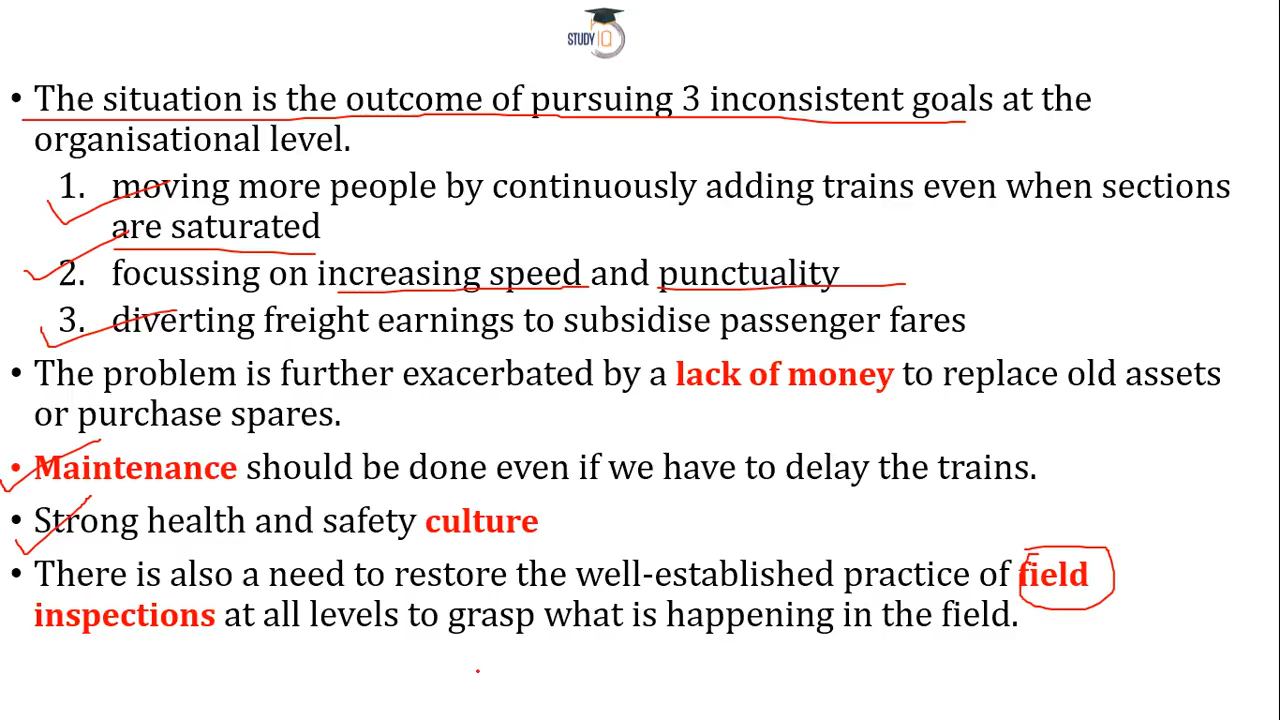 STUDY IQ
• The situation is the outcome of pursuing 3 inconsistent goals at the
organisational level.
1. moving more people by continuously adding trains even when sections
are saturated
2. focussing on increasing speed and punctuality
3. diverting freight earnings to subsidise passenger fares
• The problem is further exacerbated by a lack of money to replace old assets
or purchase spares.
• Maintenance should be done even if we have to delay the trains.
• Strong health and safety culture
• There is also a need to restore the well-established practice of field
inspections at all levels to grasp what is happening in the field.